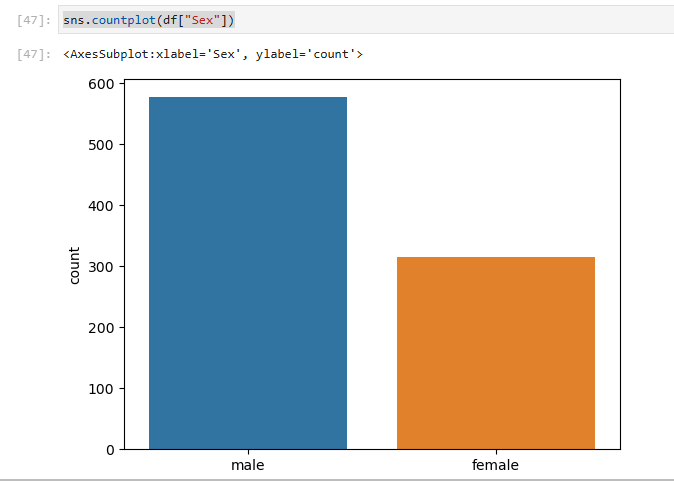 [47]: sns.countplot(df["Sex"])
[47]: <AxesSubplot:xlabel='Sex', ylabel='count'>
600
500
400
300
200
100
0
count
male female